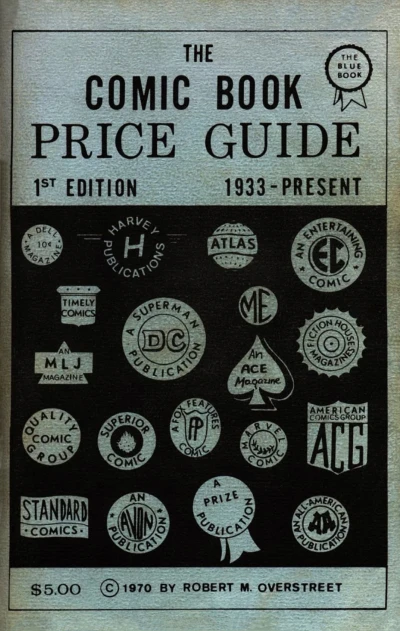 THE
COMIC BOOK
PRICE GUIDE
THE
BLUE
BOOK
1ST EDITION
1933-PRESENT
A DELL
10¢
MAGAZINE
HARVEY
H
PUBLICATIONS
ATLAS
AN ENTERTAINING
EC
COMIC
TIMELY
COMICS
A SUPERMAN
DC
PUBLICATION
ME
FICTION HOUSE
MAGAZINES
AN
MLJ
MAGAZINE
An
ACE
Magazine
QUALITY
COMIC
GROUP
SUPERIOR
COMIC
A FOX FEATURES
FP
COMIC
MARVEL
COMIC
AMERICAN
COMICS GROUP
ACG
STANDARD
•COMICS•
AN
AVON
PUBLICATION
A
PRIZE
PUBLICATION
AN ALL-AMERICAN
AA
PUBLICATION
$5.00 © 1970 BY ROBERT M. OVERSTREET